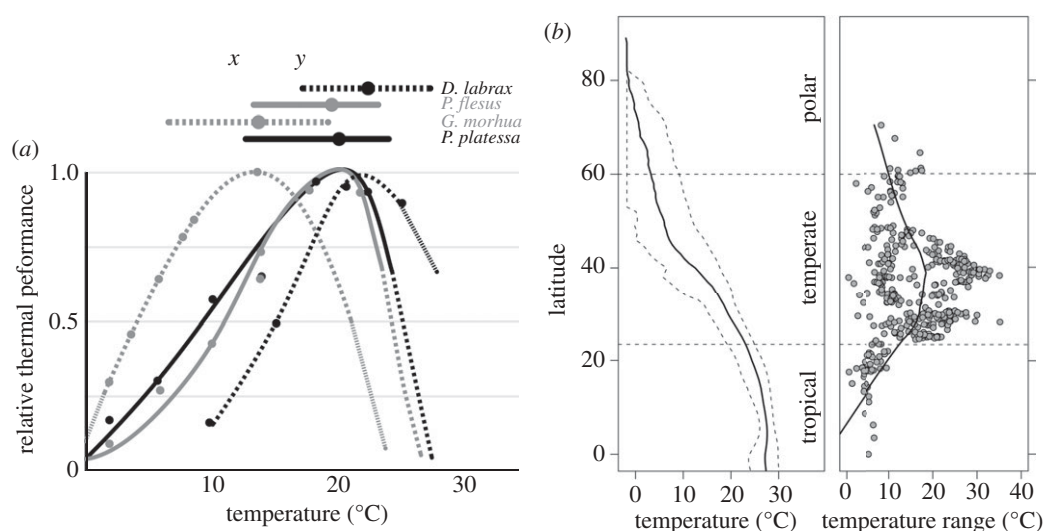 x y
D. labrax
P. flesus
G. morhua
P. platessa
(a)
1.0
0.5
0
relative thermal peformance
10 20 30
temperature (°C)
(b)
80
60
40
20
0
latitude
polar
temperate
tropical
0 10 20 30
temperature (°C)
0 10 20 30 40
temperature range (°C)